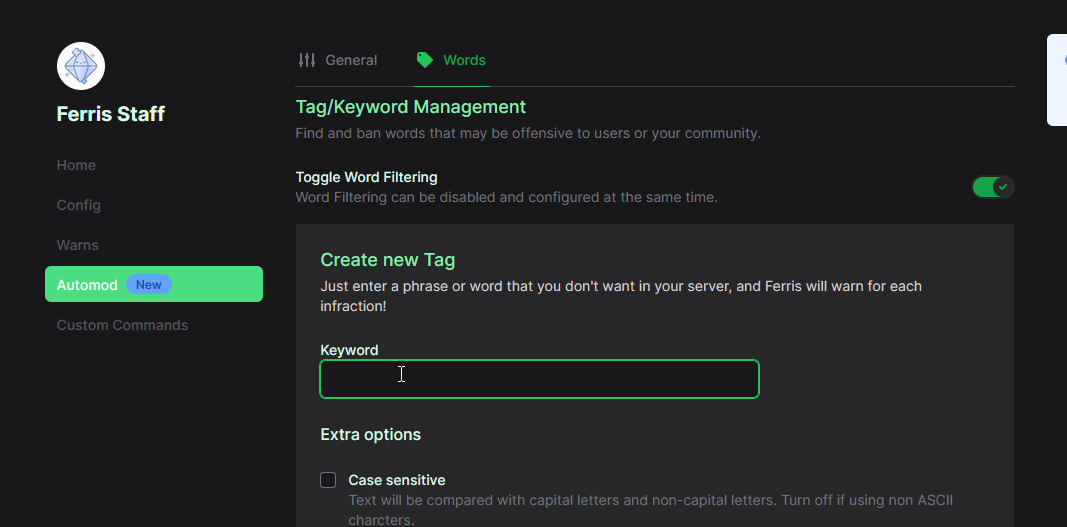 General
Words
Ferris Staff
Tag/Keyword Management
Find and ban words that may be offensive to users or your community.
Home
Config
Warns
Automod New
Custom Commands
Toggle Word Filtering
Word Filtering can be disabled and configured at the same time.
Create new Tag
Just enter a phrase or word that you don't want in your server, and Ferris will warn for each
infraction!
Keyword
Extra options
Case sensitive
Text will be compared with capital letters and non-capital letters. Turn off if using non ASCII
charcters.